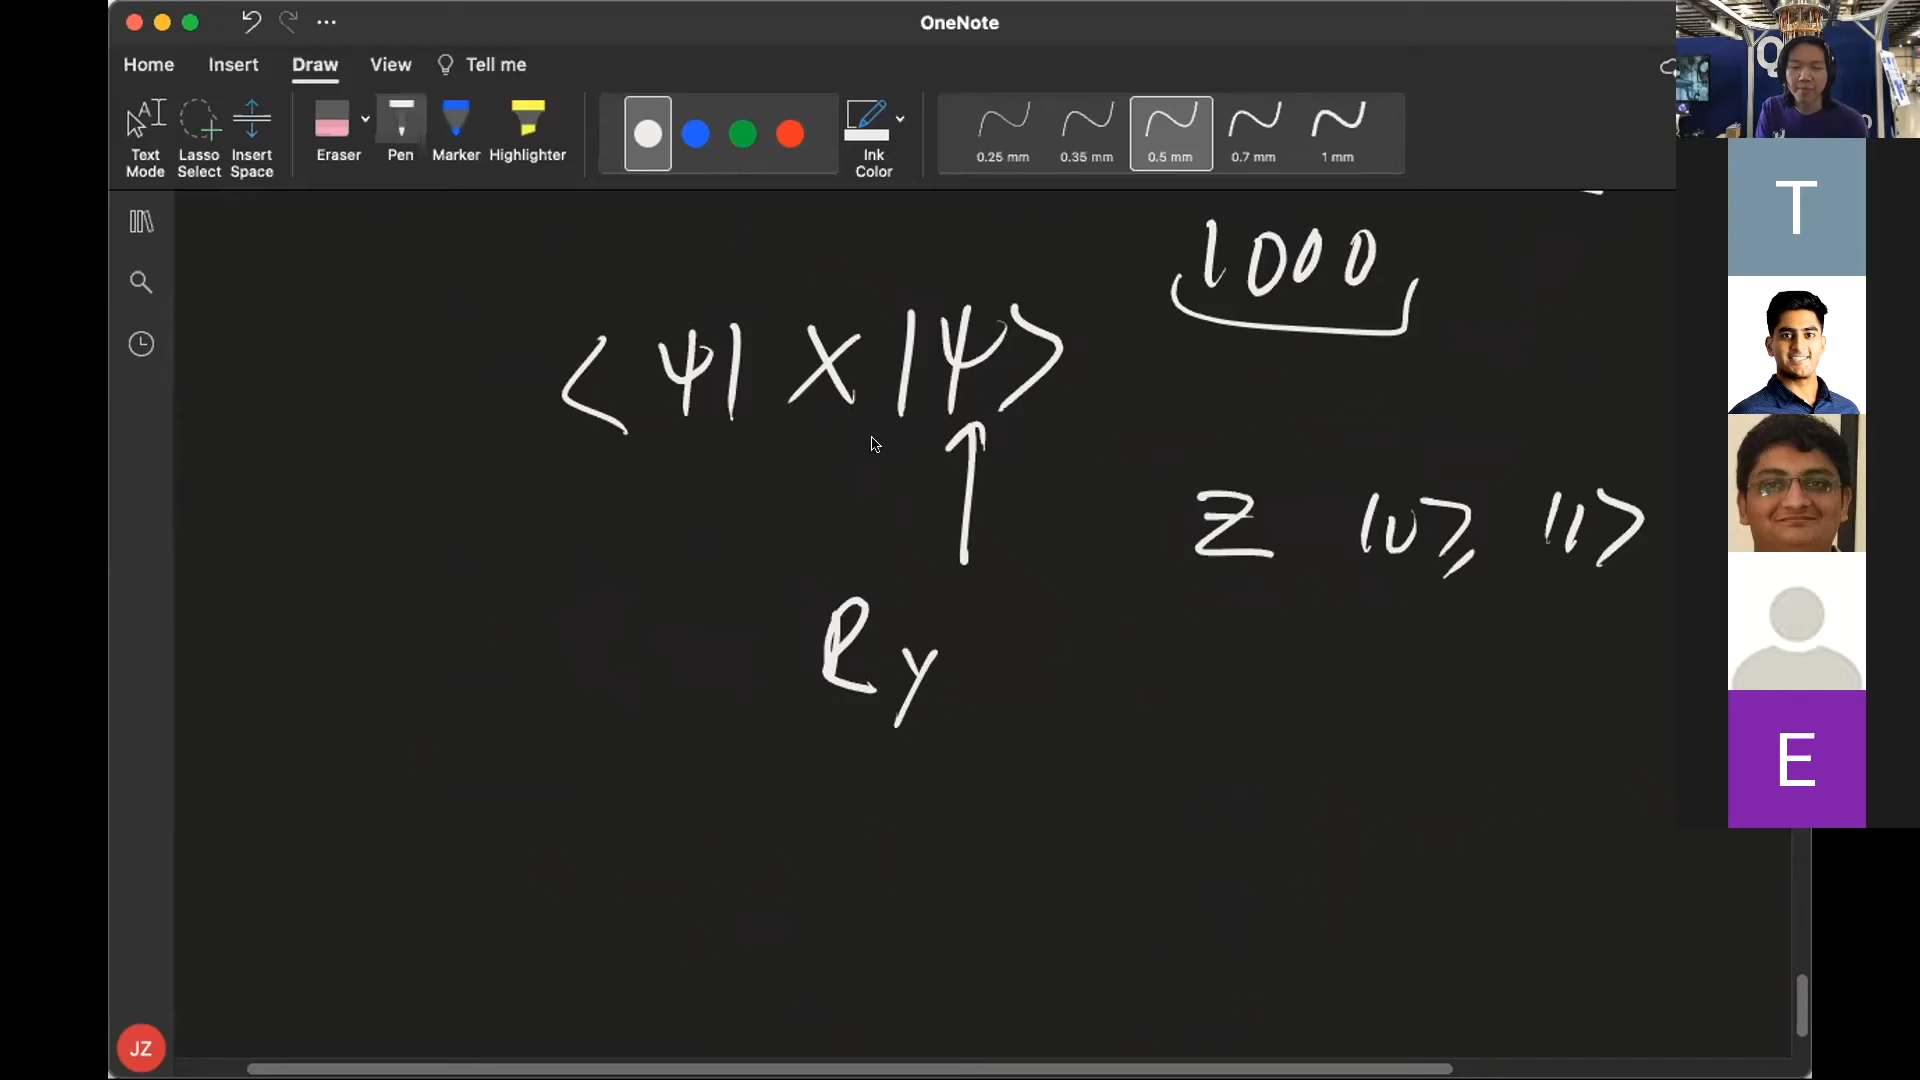 OneNote
Home Insert Draw View Tell me
Text Mode
Lasso Select
Insert Space
Eraser
Pen
Marker
Highlighter
Ink Color
0.25 mm
0.35 mm
0.5 mm
0.7 mm
1 mm
1000
<ψ| X |ψ>
Z |0>, |1>
Ry
JZ
Q
T
E